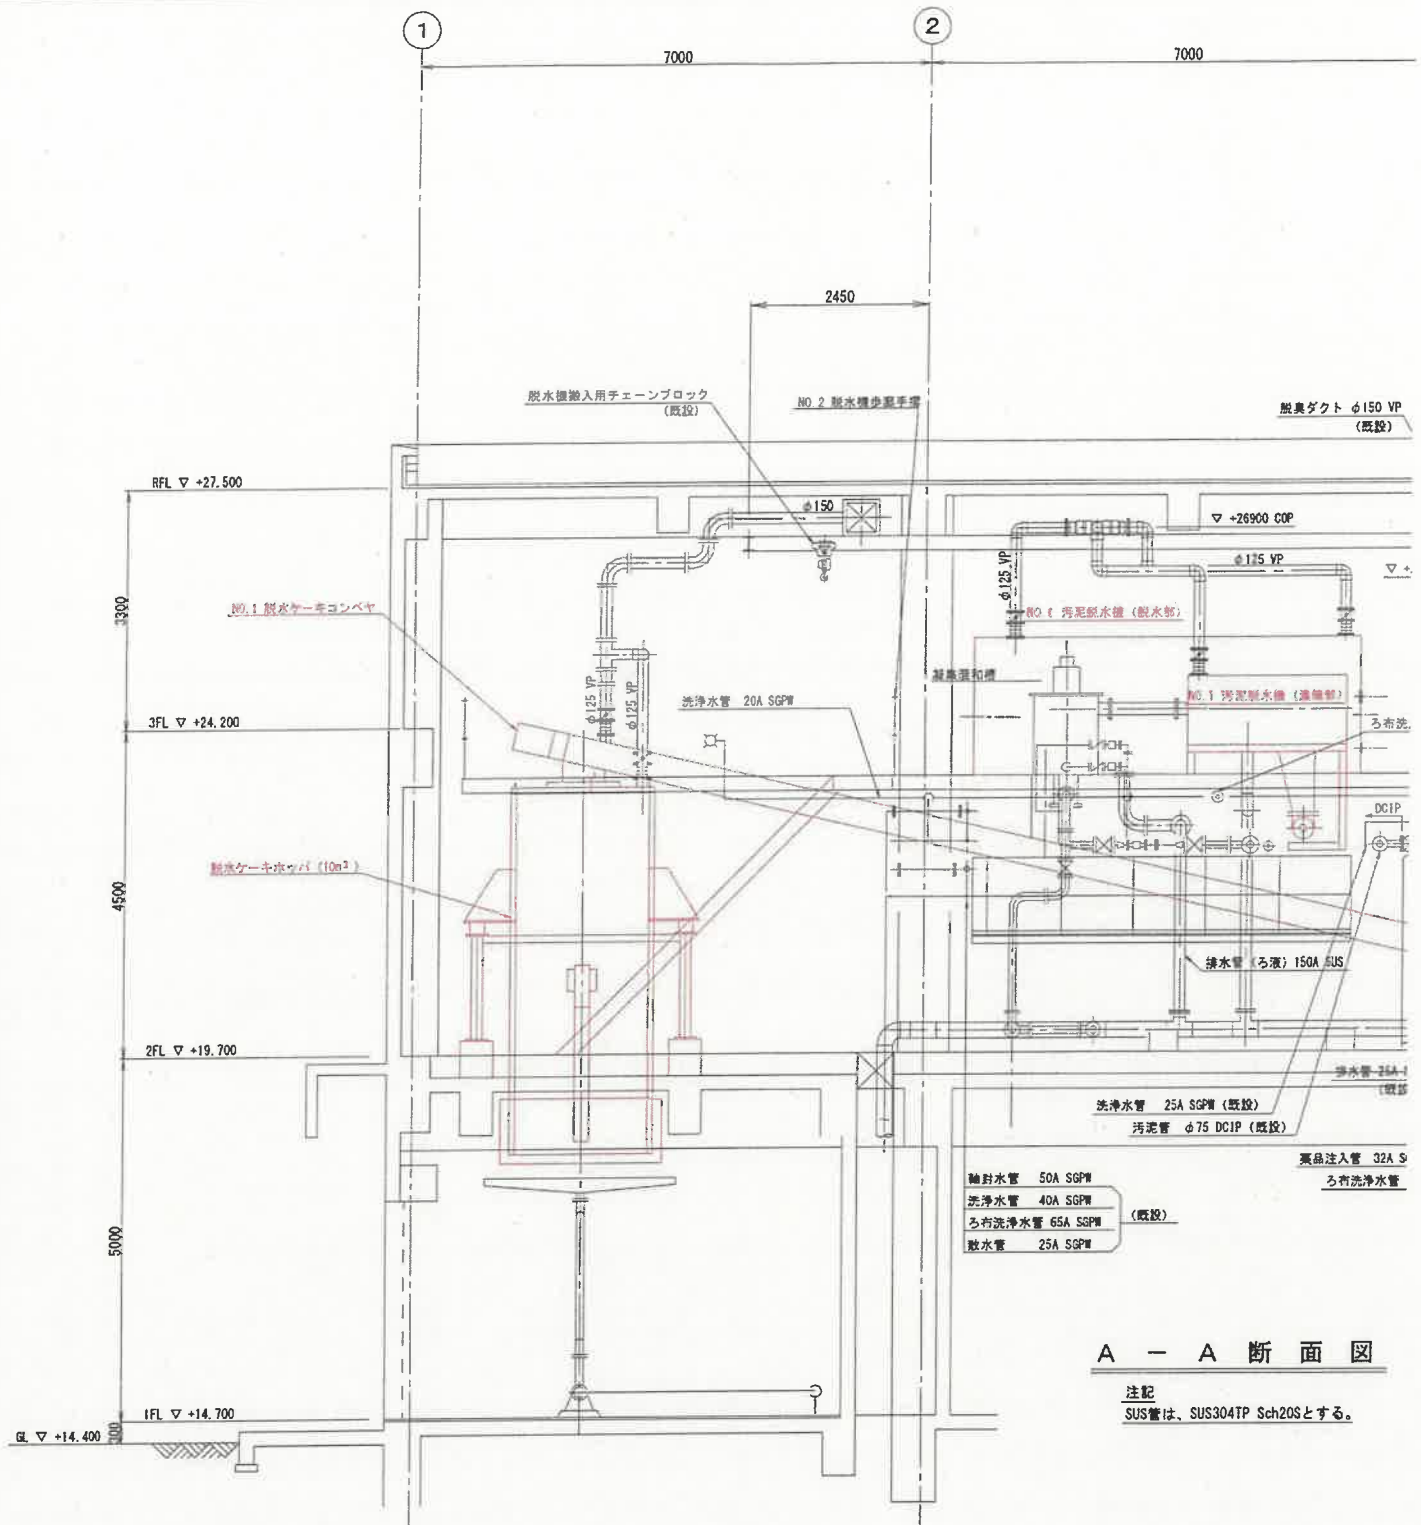 1
2
7000
7000
2450
脱水機搬入用チェーンブロック
(既設)
NO.2 脱水機歩廊手摺
脱臭ダクト φ150 VP
(既設)
RFL ▽ +27.500
φ150
▽ +26900 COP
φ125 VP
φ125 VP
▽ +
3300
NO.1 脱水ケーキコンベヤ
汚泥脱水機 (脱水部)
凝集混和槽
NO.1 汚泥脱水機 (濃縮部)
洗浄水管 20A SGPW
φ125 VP
φ125 VP
3FL ▽ +24.200
ろ布洗
DCIP
脱水ケーキホッパ (10m³)
4500
排水管 (ろ液) 150A SUS
2FL ▽ +19.700
排水管 25A
(既設
洗浄水管 25A SGPW (既設)
汚泥管 φ75 DCIP (既設)
薬品注入管 32A
ろ布洗浄水管
軸封水管 50A SGPW
洗浄水管 40A SGPW
ろ布洗浄水管 65A SGPW
散水管 25A SGPW
(既設)
5000
A － A 断面図
注記
SUS管は、SUS304TP Sch20Sとする。
1FL ▽ +14.700
300
GL ▽ +14.400